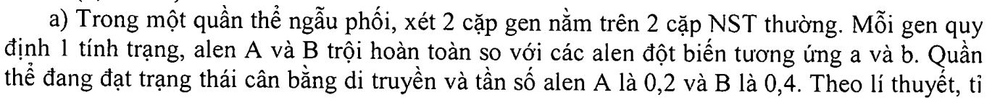 a) Trong một quần thể ngẫu phối, xét 2 cặp gen nằm trên 2 cặp NST thường. Mỗi gen quy
định 1 tính trạng, alen A và B trội hoàn toàn so với các alen đột biến tương ứng a và b. Quần
thể đang đạt trạng thái cân bằng di truyền và tần số alen A là 0,2 và B là 0,4. Theo lí thuyết, tỉ